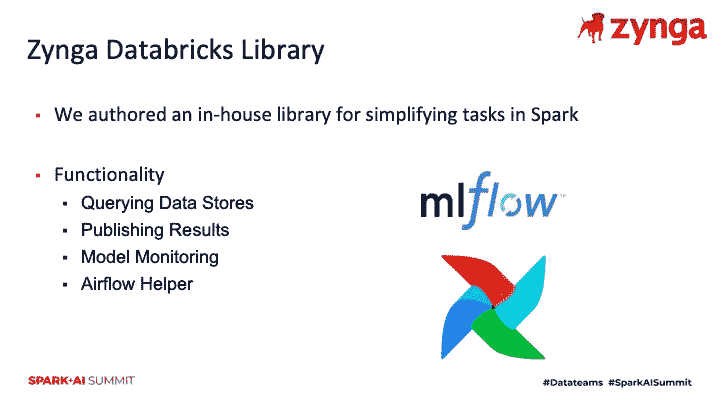 zynga
Zynga Databricks Library
We authored an in-house library for simplifying tasks in Spark
Functionality
Querying Data Stores
Publishing Results
Model Monitoring
Airflow Helper
mlflow™
SPARK+AI SUMMIT
#Datateams #SparkAISummit